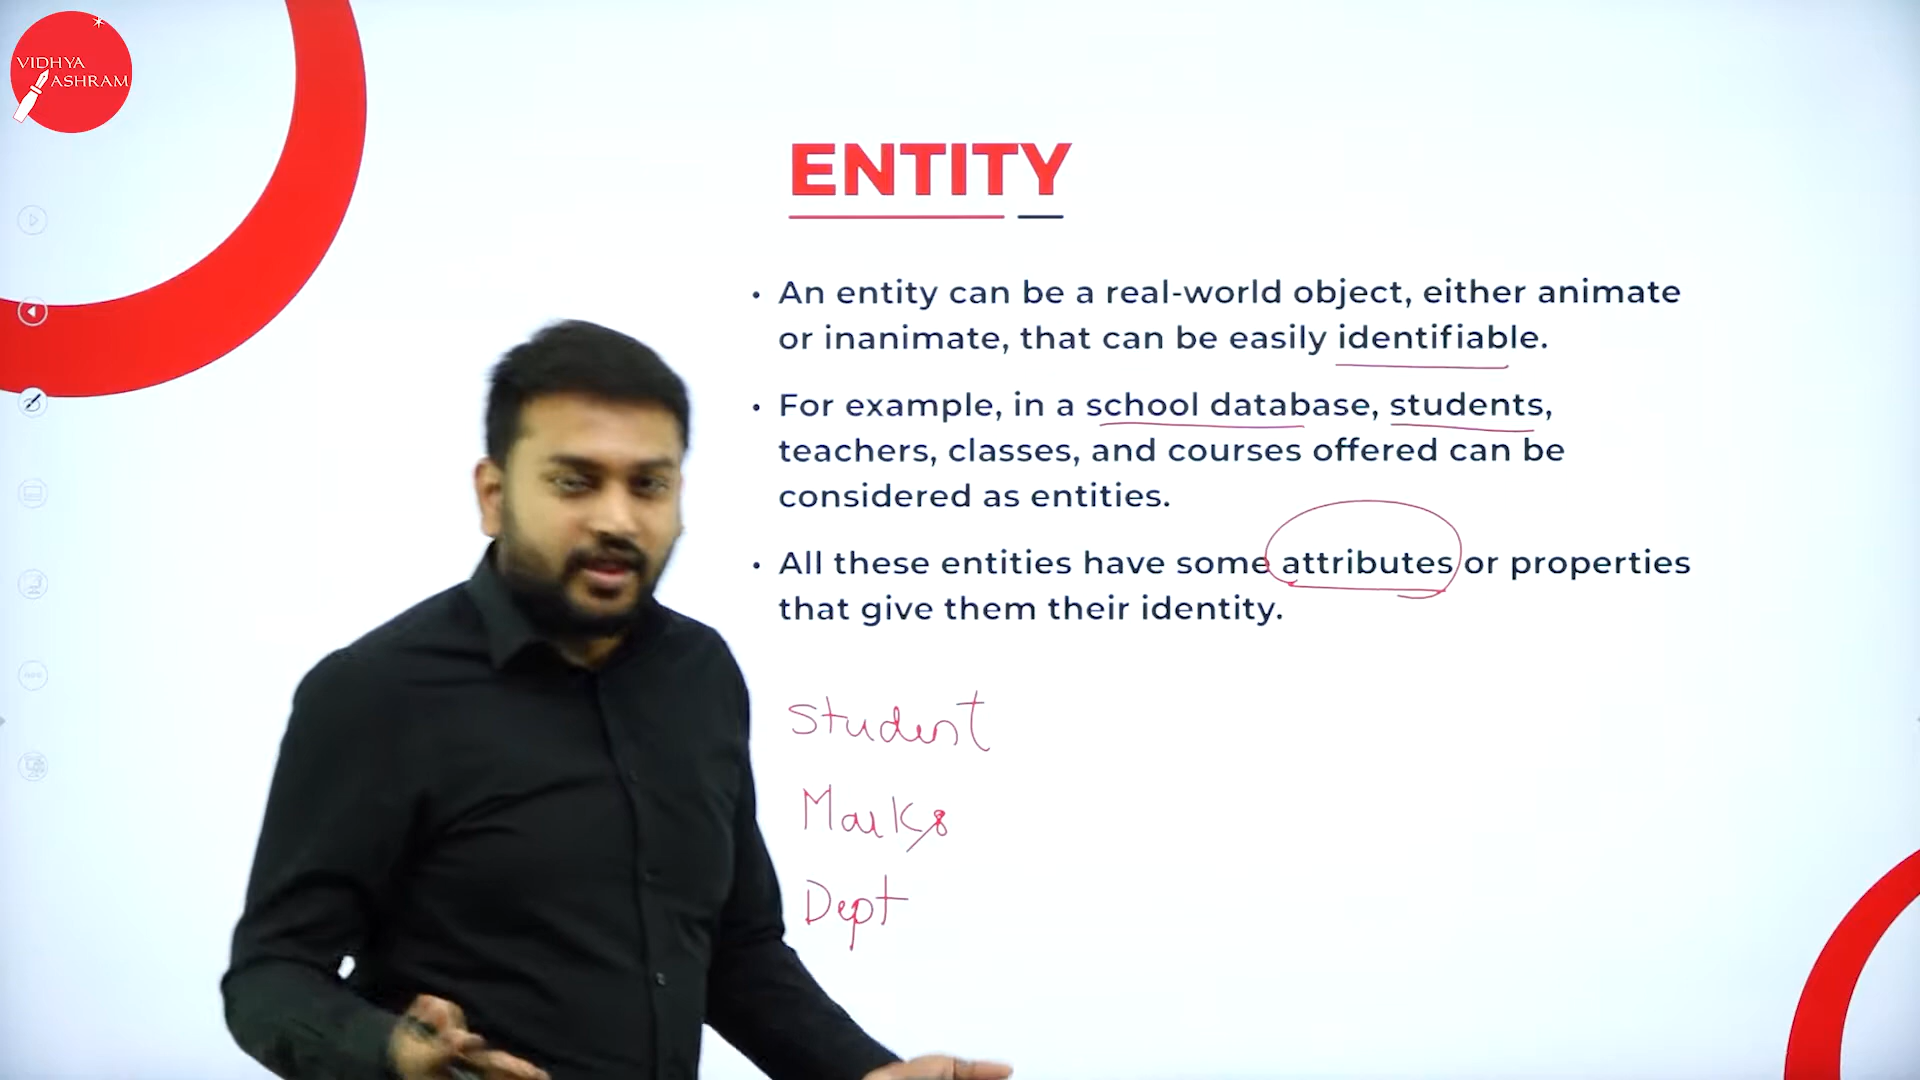 VIDHYA
ASHRAM
ENTITY
• An entity can be a real-world object, either animate
or inanimate, that can be easily identifiable.
• For example, in a school database, students,
teachers, classes, and courses offered can be
considered as entities.
• All these entities have some attributes or properties
that give them their identity.
Student
Marks
Dept